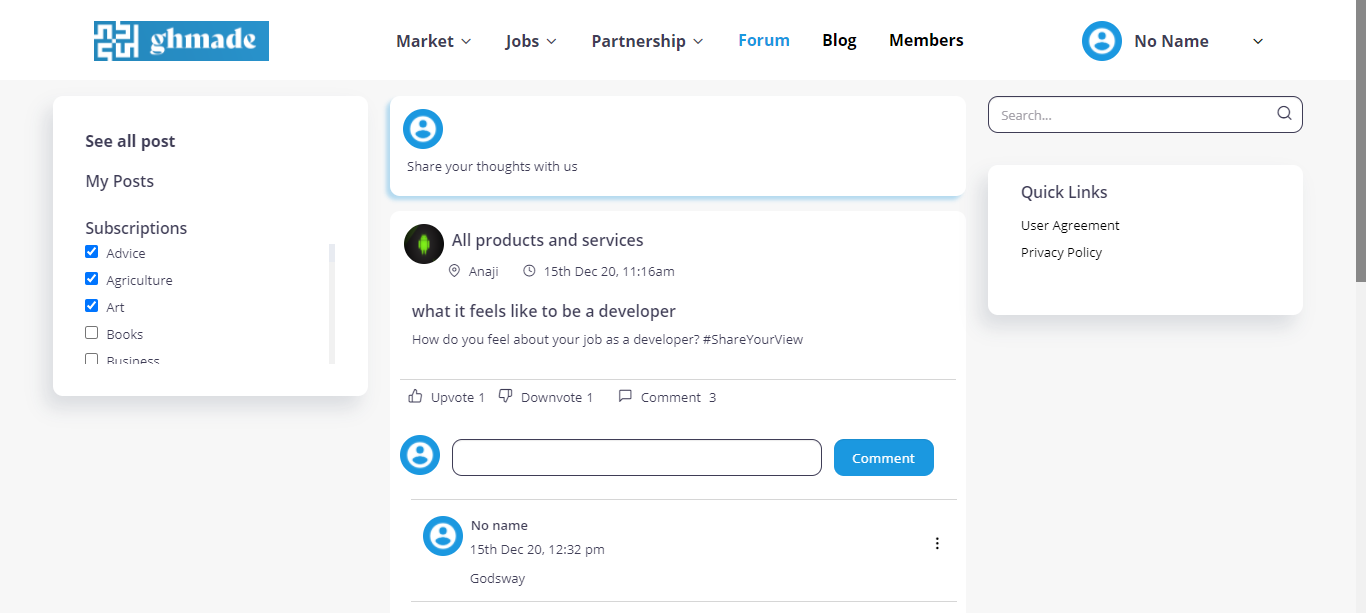 ghmade
Market
Jobs
Partnership
Forum
Blog
Members
No Name
See all post
My Posts
Subscriptions
Advice
Agriculture
Art
Books
Business
Share your thoughts with us
All products and services
Anaji 15th Dec 20, 11:16am
what it feels like to be a developer
How do you feel about your job as a developer? #ShareYourView
Upvote 1 Downvote 1 Comment 3
Comment
No name
15th Dec 20, 12:32 pm
Godsway
Search...
Quick Links
User Agreement
Privacy Policy